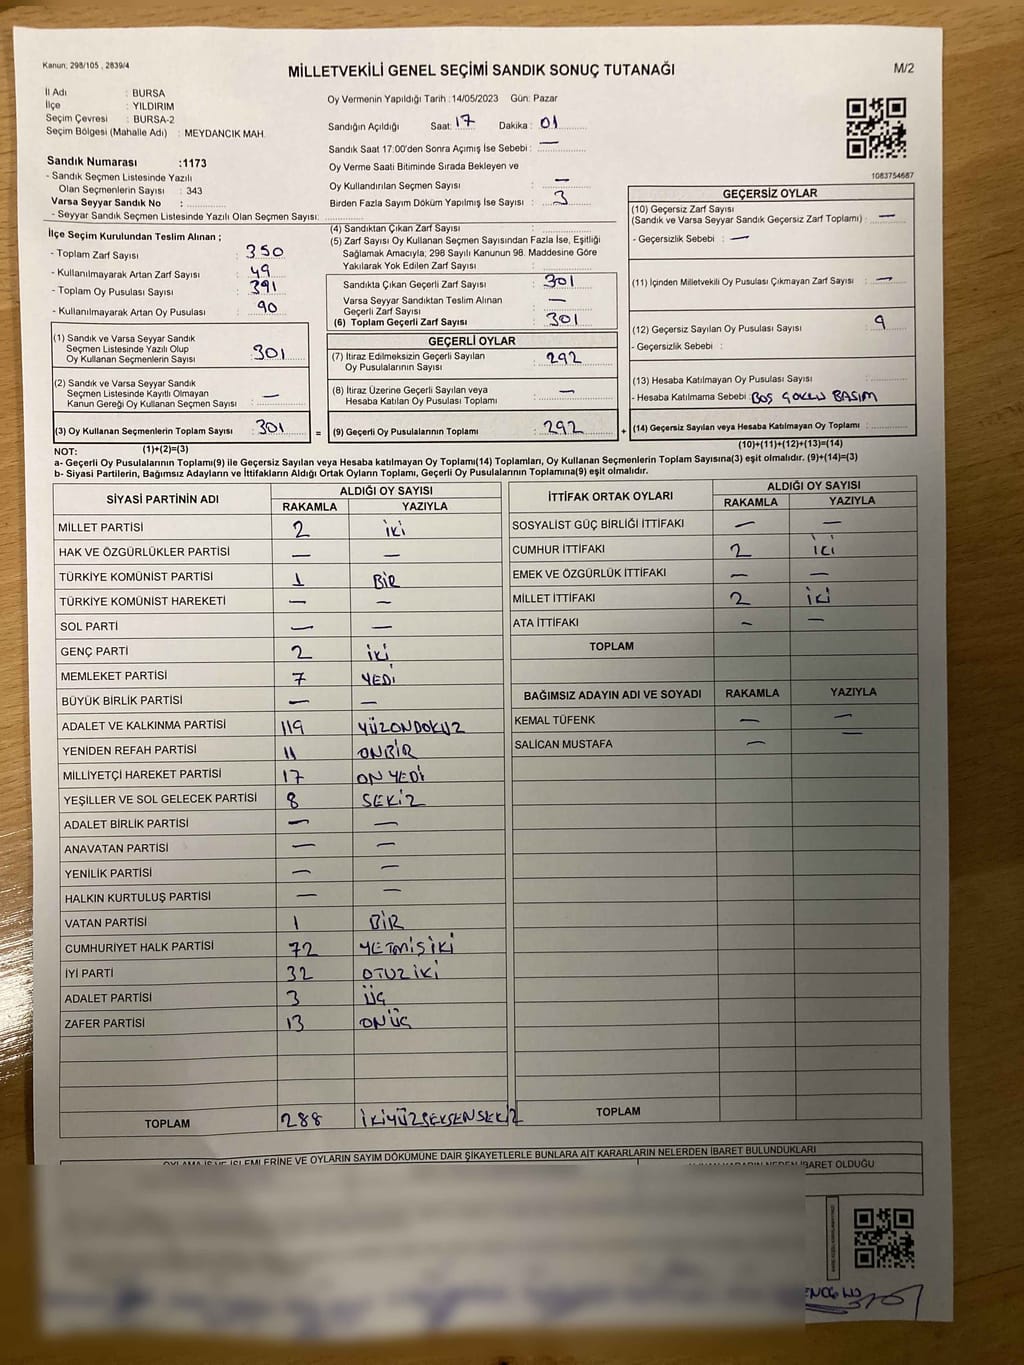 Kanun: 298/105 , 2839/4
MİLLETVEKİLİ GENEL SEÇİMİ SANDIK SONUÇ TUTANAĞI
M/2
İl Adı : BURSA
İlçe : YILDIRIM
Seçim Çevresi : BURSA-2
Seçim Bölgesi (Mahalle Adı) : MEYDANCIK MAH.
Sandık Numarası :1173
- Sandık Seçmen Listesinde Yazılı
Olan Seçmenlerin Sayısı : 343
Varsa Seyyar Sandık No :
- Seyyar Sandık Seçmen Listesinde Yazılı Olan Seçmen Sayısı:
Oy Vermenin Yapıldığı Tarih :14/05/2023 Gün: Pazar
Sandığın Açıldığı Saat: 17 Dakika : 01
Sandık Saat 17:00'den Sonra Açımış İse Sebebi : —
Oy Verme Saati Bitiminde Sırada Bekleyen ve
Oy Kullandırılan Seçmen Sayısı : —
Birden Fazla Sayım Döküm Yapılmış İse Sayısı : 3
1083754687
İlçe Seçim Kurulundan Teslim Alınan ;
- Toplam Zarf Sayısı : 350
- Kullanılmayarak Artan Zarf Sayısı : 49
- Toplam Oy Pusulası Sayısı : 391
- Kullanılmayarak Artan Oy Pusulası : 90
(1) Sandık ve Varsa Seyyar Sandık
Seçmen Listesinde Yazılı Olup
Oy Kullanan Seçmenlerin Sayısı : 301
(2) Sandık ve Varsa Seyyar Sandık
Seçmen Listesinde Kayıtlı Olmayan
Kanun Gereği Oy Kullanan Seçmen Sayısı : —
(3) Oy Kullanan Seçmenlerin Toplam Sayısı : 301
(1)+(2)=(3)
(4) Sandıktan Çıkan Zarf Sayısı :
(5) Zarf Sayısı Oy Kullanan Seçmen Sayısından Fazla İse, Eşitliği
Sağlamak Amacıyla, 298 Sayılı Kanunun 98. Maddesine Göre
Yakılarak Yok Edilen Zarf Sayısı :
Sandıkta Çıkan Geçerli Zarf Sayısı : 301
Varsa Seyyar Sandıktan Teslim Alınan
Geçerli Zarf Sayısı : —
(6) Toplam Geçerli Zarf Sayısı : 301
GEÇERLİ OYLAR
(7) İtiraz Edilmeksizin Geçerli Sayılan
Oy Pusulalarının Sayısı : 292
(8) İtiraz Üzerine Geçerli Sayılan veya
Hesaba Katılan Oy Pusulası Toplamı : —
= (9) Geçerli Oy Pusulalarının Toplamı : 292
GEÇERSİZ OYLAR
(10) Geçersiz Zarf Sayısı
(Sandık ve Varsa Seyyar Sandık Geçersiz Zarf Toplamı) : —
- Geçersizlik Sebebi : —
(11) İçinden Milletvekili Oy Pusulası Çıkmayan Zarf Sayısı : —
(12) Geçersiz Sayılan Oy Pusulası Sayısı : 9
- Geçersizlik Sebebi :
(13) Hesaba Katılmayan Oy Pusulası Sayısı :
- Hesaba Katılmama Sebebi : BOŞ ÇOKLU BASIM
+ (14) Geçersiz Sayılan veya Hesaba Katılmayan Oy Toplamı :
(10)+(11)+(12)+(13)=(14)
NOT:
a- Geçerli Oy Pusulalarının Toplamı(9) ile Geçersiz Sayılan veya Hesaba katılmayan Oy Toplamı(14) Toplamları, Oy Kullanan Seçmenlerin Toplam Sayısına(3) eşit olmalıdır. (9)+(14)=(3)
b- Siyasi Partilerin, Bağımsız Adayların ve İttifakların Aldığı Ortak Oyların Toplamı, Geçerli Oy Pusulalarının Toplamına(9) eşit olmalıdır.
SİYASİ PARTİNİN ADI ALDIĞI OY SAYISI
RAKAMLA YAZIYLA
MİLLET PARTİSİ 2 İKİ
HAK VE ÖZGÜRLÜKLER PARTİSİ — —
TÜRKİYE KOMÜNİST PARTİSİ 1 BİR
TÜRKİYE KOMÜNİST HAREKETİ — —
SOL PARTİ — —
GENÇ PARTİ 2 İKİ
MEMLEKET PARTİSİ 7 YEDİ
BÜYÜK BİRLİK PARTİSİ — —
ADALET VE KALKINMA PARTİSİ 119 YÜZONDOKUZ
YENİDEN REFAH PARTİSİ 11 ONBİR
MİLLİYETÇİ HAREKET PARTİSİ 17 ONYEDİ
YEŞİLLER VE SOL GELECEK PARTİSİ 8 SEKİZ
ADALET BİRLİK PARTİSİ — —
ANAVATAN PARTİSİ — —
YENİLİK PARTİSİ — —
HALKIN KURTULUŞ PARTİSİ — —
VATAN PARTİSİ 1 BİR
CUMHURİYET HALK PARTİSİ 72 YETMİŞİKİ
İYİ PARTİ 32 OTUZİKİ
ADALET PARTİSİ 3 ÜÇ
ZAFER PARTİSİ 13 ONÜÇ
TOPLAM 288 İKİYÜZSEKSENSEKİZ
İTTİFAK ORTAK OYLARI ALDIĞI OY SAYISI
RAKAMLA YAZIYLA
SOSYALİST GÜÇ BİRLİĞİ İTTİFAKI — —
CUMHUR İTTİFAKI 2 İKİ
EMEK VE ÖZGÜRLÜK İTTİFAKI — —
MİLLET İTTİFAKI 2 İKİ
ATA İTTİFAKI — —
TOPLAM
BAĞIMSIZ ADAYIN ADI VE SOYADI RAKAMLA YAZIYLA
KEMAL TÜFENK — —
SALİCAN MUSTAFA — —
TOPLAM
İŞLEMLERİNE VE OYLARIN SAYIM DÖKÜMÜNE DAİR ŞİKAYETLERLE BUNLARA AİT KARARLARIN NELERDEN İBARET BULUNDUKLARI
İBARET OLDUĞU